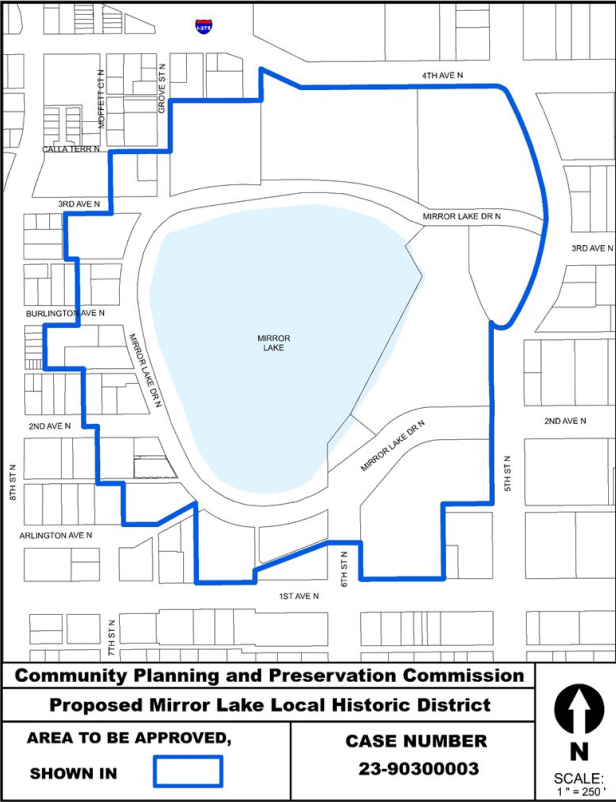 I-375
4TH AVE N
MOFFETT CT N
GROVE ST N
CALLA TERR N
3RD AVE N
MIRROR LAKE DR N
3RD AVE N
BURLINGTON AVE N
MIRROR LAKE DR N
MIRROR
LAKE
2ND AVE N
MIRROR LAKE DR N
2ND AVE N
8TH ST N
5TH ST N
ARLINGTON AVE N
6TH ST N
1ST AVE N
7TH ST N
Community Planning and Preservation Commission
Proposed Mirror Lake Local Historic District
AREA TO BE APPROVED,
SHOWN IN
CASE NUMBER
23-90300003
N
SCALE:
1 " = 250 '